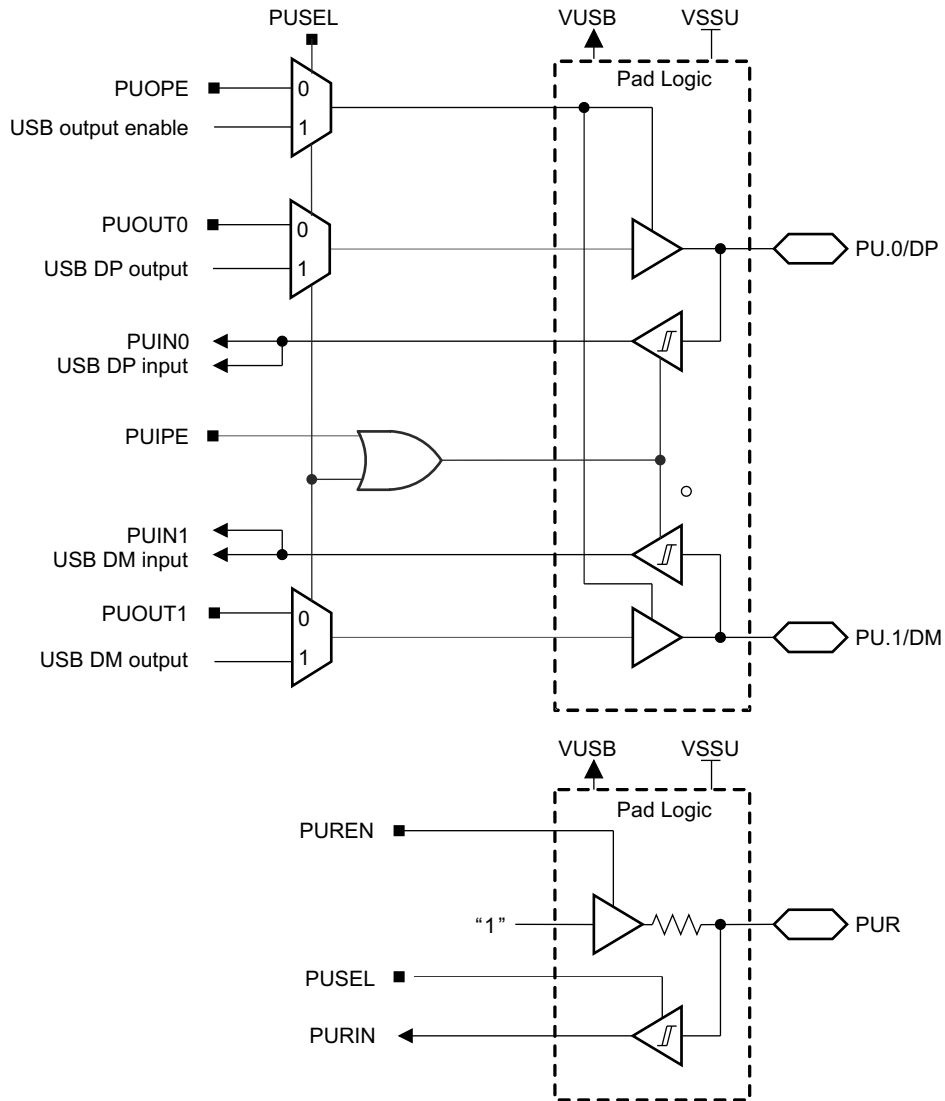 PUSEL
VUSB
VSSU
Pad Logic
PUOPE
0
USB output enable
1
PUOUT0
0
USB DP output
1
PU.0/DP
PUIN0
USB DP input
PUIPE
PUIN1
USB DM input
PUOUT1
0
USB DM output
1
PU.1/DM
VUSB
VSSU
Pad Logic
PUREN
“1”
PUR
PUSEL
PURIN